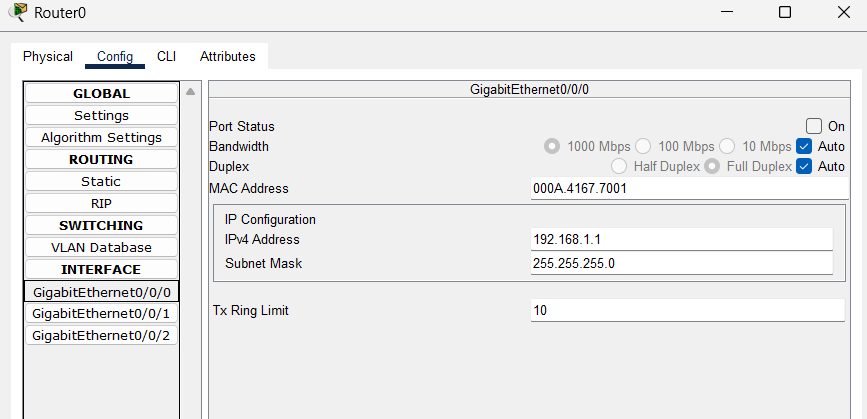 Router0
Physical Config CLI Attributes
GLOBAL
Settings
Algorithm Settings
ROUTING
Static
RIP
SWITCHING
VLAN Database
INTERFACE
GigabitEthernet0/0/0
GigabitEthernet0/0/1
GigabitEthernet0/0/2
GigabitEthernet0/0/0
Port Status On
Bandwidth 1000 Mbps 100 Mbps 10 Mbps Auto
Duplex Half Duplex Full Duplex Auto
MAC Address 000A.4167.7001
IP Configuration
IPv4 Address 192.168.1.1
Subnet Mask 255.255.255.0
Tx Ring Limit 10